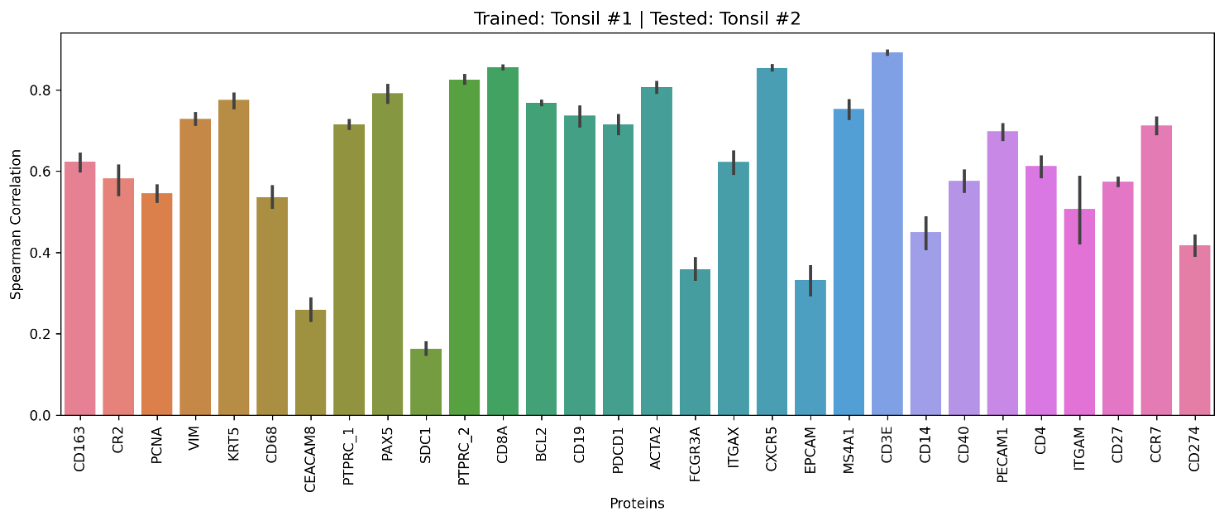 Trained: Tonsil #1 | Tested: Tonsil #2
Spearman Correlation
0.8
0.6
0.4
0.2
0.0
CD163
CR2
PCNA
VIM
KRT5
CD68
CEACAM8
PTPRC_1
PAX5
SDC1
PTPRC_2
CD8A
BCL2
CD19
PDCD1
ACTA2
FCGR3A
ITGAX
CXCR5
EPCAM
MS4A1
CD3E
CD14
CD40
PECAM1
CD4
ITGAM
CD27
CCR7
CD274
Proteins